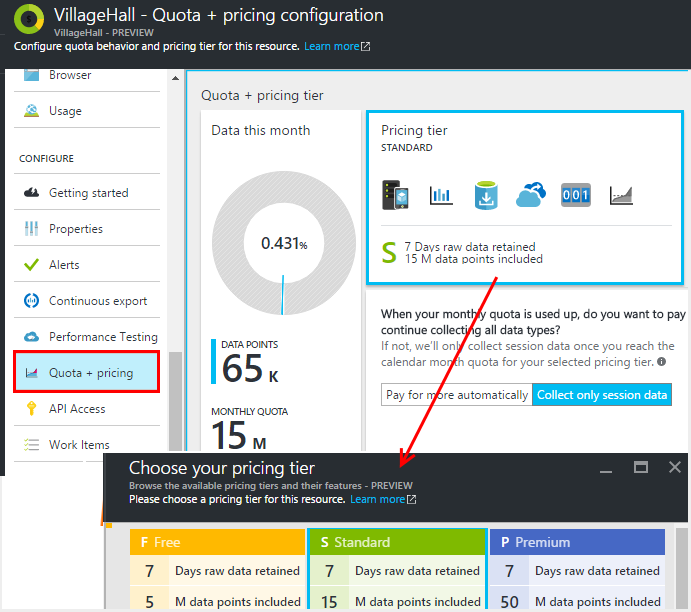 VillageHall - Quota + pricing configuration
VillageHall - PREVIEW
Configure quota behavior and pricing tier for this resource. Learn more
Browser
Usage
CONFIGURE
Getting started
Properties
Alerts
Continuous export
Performance Testing
Quota + pricing
API Access
Work Items
Quota + pricing tier
Data this month
0.431%
DATA POINTS
65 K
MONTHLY QUOTA
15 M
Pricing tier
STANDARD
001
S 7 Days raw data retained
15 M data points included
When your monthly quota is used up, do you want to pay
continue collecting all data types?
If not, we'll only collect session data once you reach the
calendar month quota for your selected pricing tier.
Pay for more automatically Collect only session data
Choose your pricing tier
Browse the available pricing tiers and their features - PREVIEW
Please choose a pricing tier for this resource. Learn more
F Free
7 Days raw data retained
5 M data points included
S Standard
7 Days raw data retained
15 M data points included
P Premium
7 Days raw data retained
50 M data points included